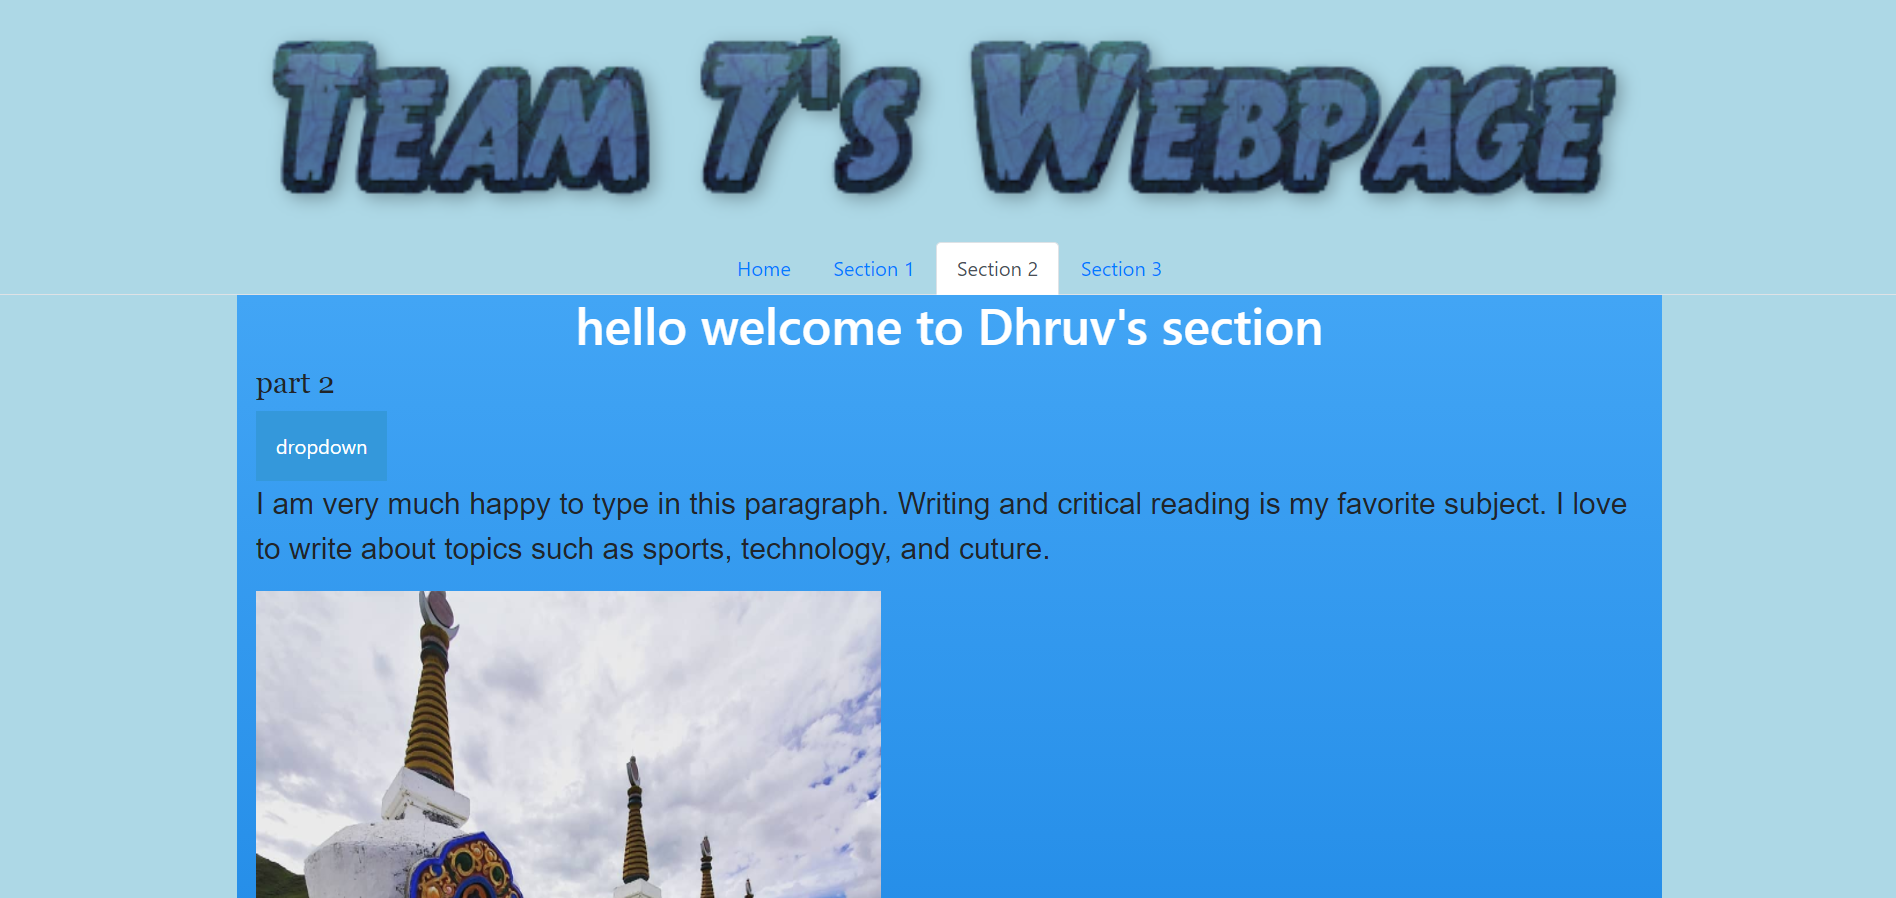 Team 7's Webpage
Home Section 1 Section 2 Section 3
hello welcome to Dhruv's section
part 2
dropdown
I am very much happy to type in this paragraph. Writing and critical reading is my favorite subject. I love
to write about topics such as sports, technology, and cuture.